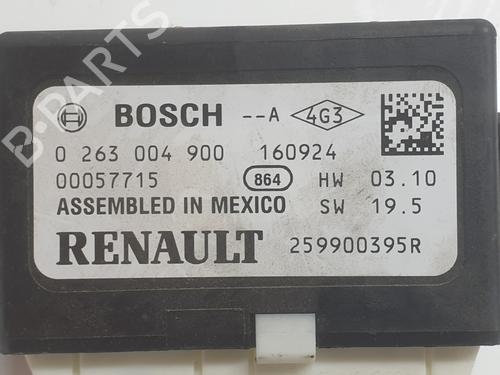 BOSCH --A 4G3
0 263 004 900 160924
00057715 864 HW 03.10
ASSEMBLED IN MEXICO SW 19.5
RENAULT 259900395R
B-PARTS